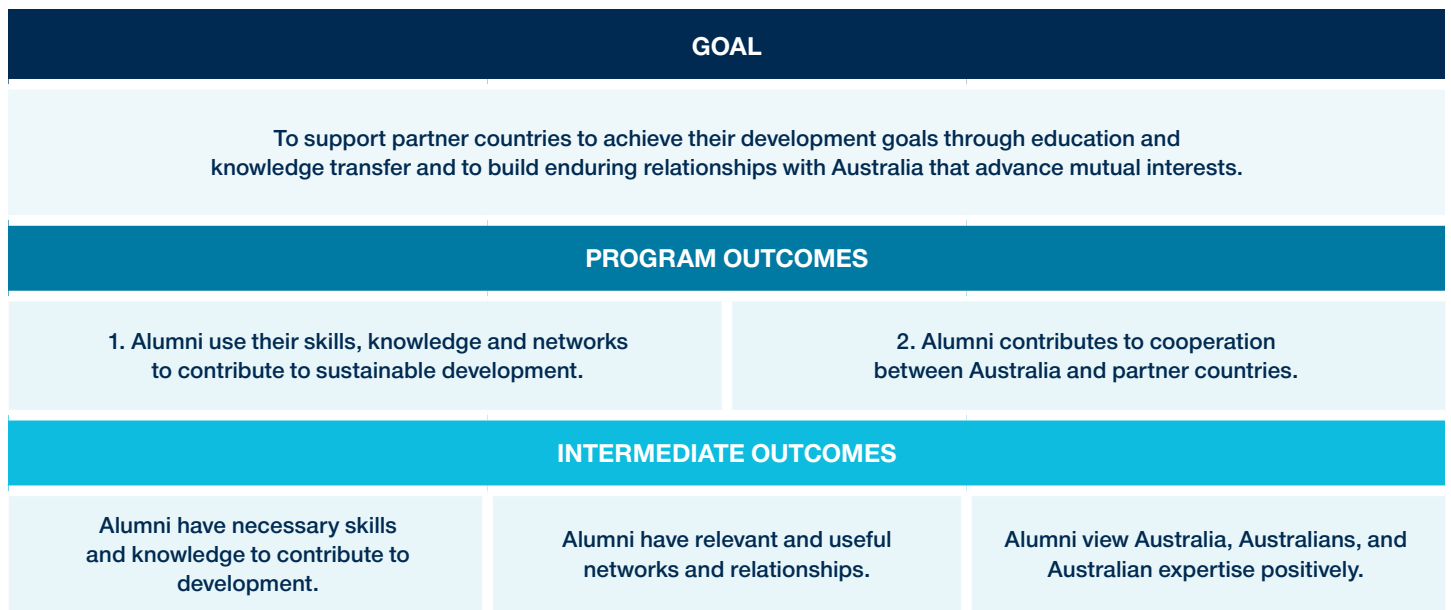 GOAL
To support partner countries to achieve their development goals through education and
knowledge transfer and to build enduring relationships with Australia that advance mutual interests.
PROGRAM OUTCOMES
1. Alumni use their skills, knowledge and networks
to contribute to sustainable development.
2. Alumni contributes to cooperation
between Australia and partner countries.
INTERMEDIATE OUTCOMES
Alumni have necessary skills
and knowledge to contribute to
development.
Alumni have relevant and useful
networks and relationships.
Alumni view Australia, Australians, and
Australian expertise positively.